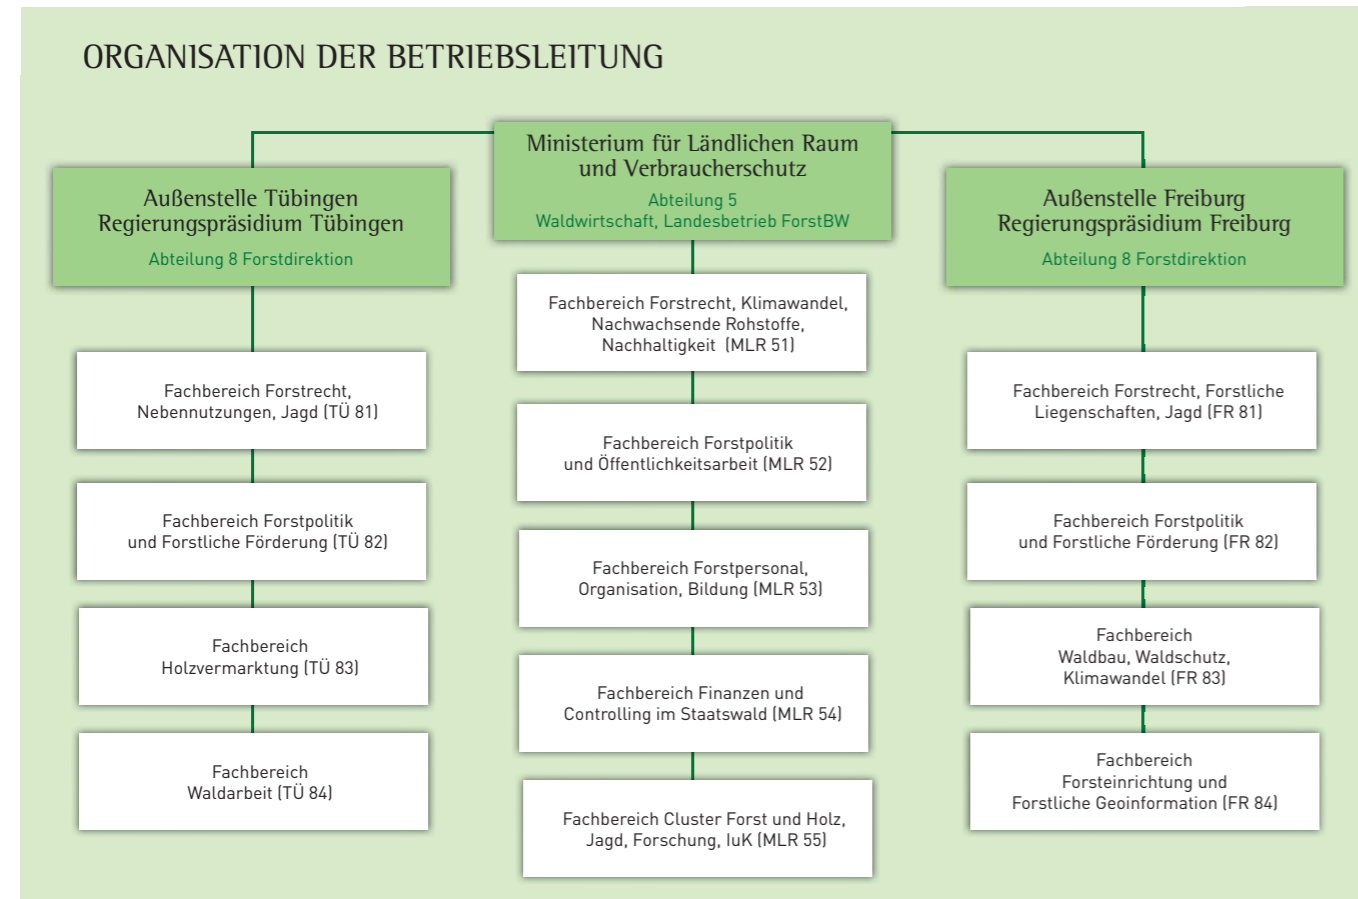 ORGANISATION DER BETRIEBSLEITUNG
Ministerium für Ländlichen Raum
und Verbraucherschutz
Abteilung 5
Waldwirtschaft, Landesbetrieb ForstBW
Außenstelle Tübingen
Regierungspräsidium Tübingen
Abteilung 8 Forstdirektion
Fachbereich Forstrecht,
Nebennutzungen, Jagd (TÜ 81)
Fachbereich Forstpolitik
und Forstliche Förderung (TÜ 82)
Fachbereich
Holzvermarktung (TÜ 83)
Fachbereich
Waldarbeit (TÜ 84)
Fachbereich Forstrecht, Klimawandel,
Nachwachsende Rohstoffe,
Nachhaltigkeit (MLR 51)
Fachbereich Forstpolitik
und Öffentlichkeitsarbeit (MLR 52)
Fachbereich Forstpersonal,
Organisation, Bildung (MLR 53)
Fachbereich Finanzen und
Controlling im Staatswald (MLR 54)
Fachbereich Cluster Forst und Holz,
Jagd, Forschung, IuK (MLR 55)
Außenstelle Freiburg
Regierungspräsidium Freiburg
Abteilung 8 Forstdirektion
Fachbereich Forstrecht, Forstliche
Liegenschaften, Jagd (FR 81)
Fachbereich Forstpolitik
und Forstliche Förderung (FR 82)
Fachbereich
Waldbau, Waldschutz,
Klimawandel (FR 83)
Fachbereich
Forsteinrichtung und
Forstliche Geoinformation (FR 84)